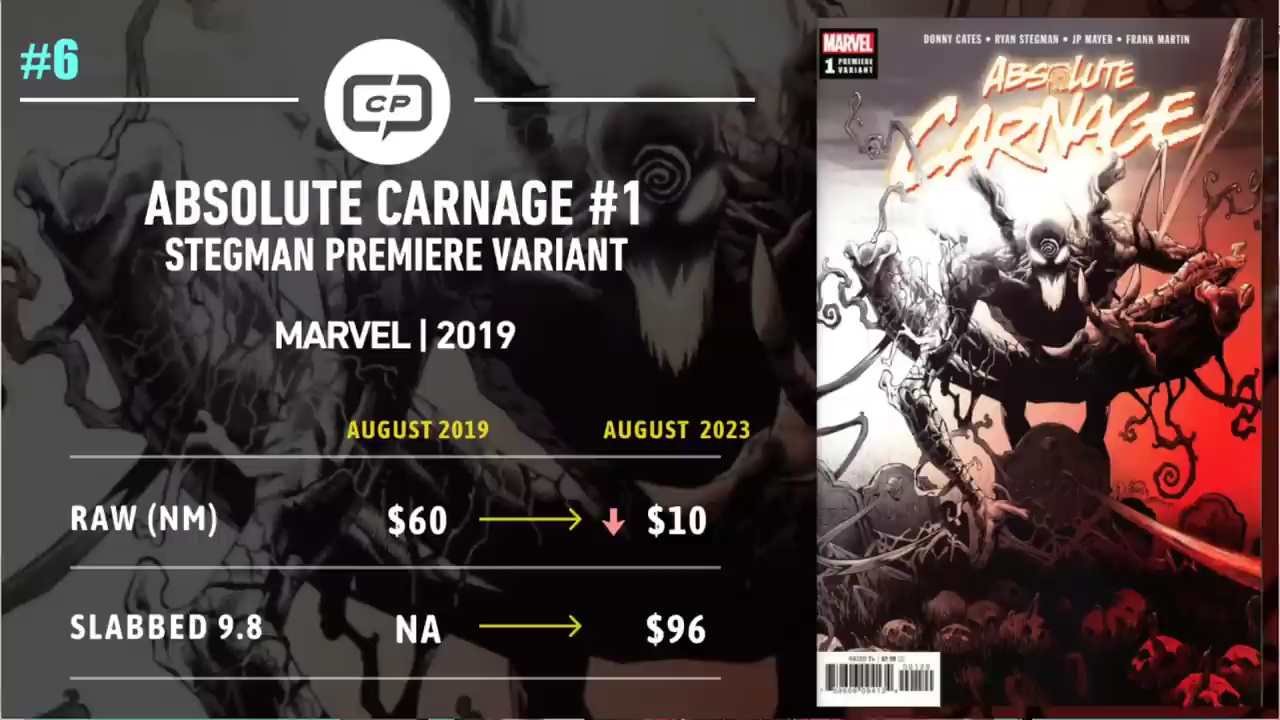 #6
CP
ABSOLUTE CARNAGE #1
STEGMAN PREMIERE VARIANT
MARVEL | 2019
AUGUST 2019 AUGUST 2023
RAW (NM) $60 $10
SLABBED 9.8 NA $96
MARVEL
1 PREMIERE VARIANT
DONNY CATES • RYAN STEGMAN • JP MAYER • FRANK MARTIN
ABSOLUTE
CARNAGE